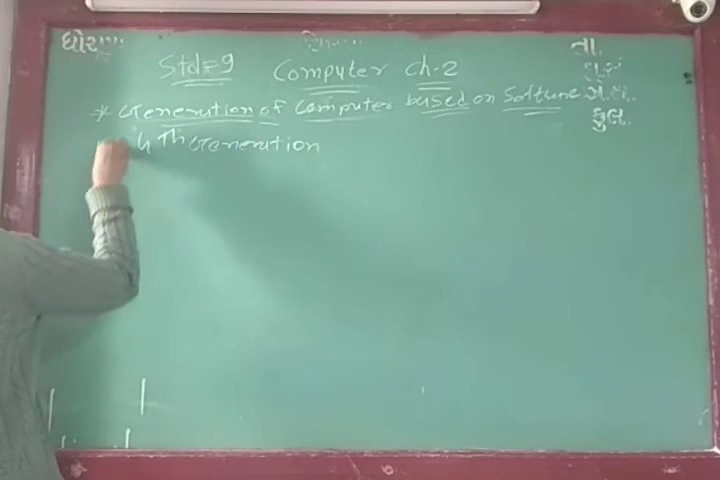 ધોરણ તા.
Std=9 Computer Ch-2
* Generation of Computer based on Software
4th Generation
કુલ.